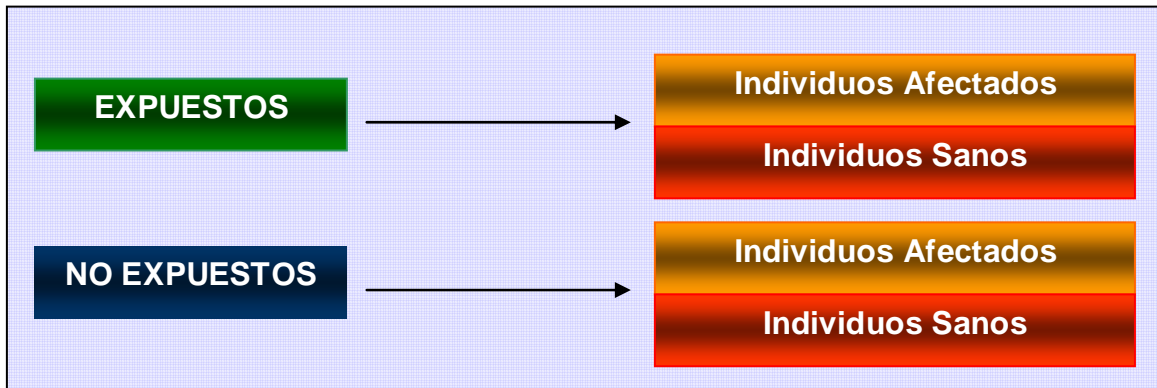 EXPUESTOS
Individuos Afectados
Individuos Sanos
NO EXPUESTOS
Individuos Afectados
Individuos Sanos